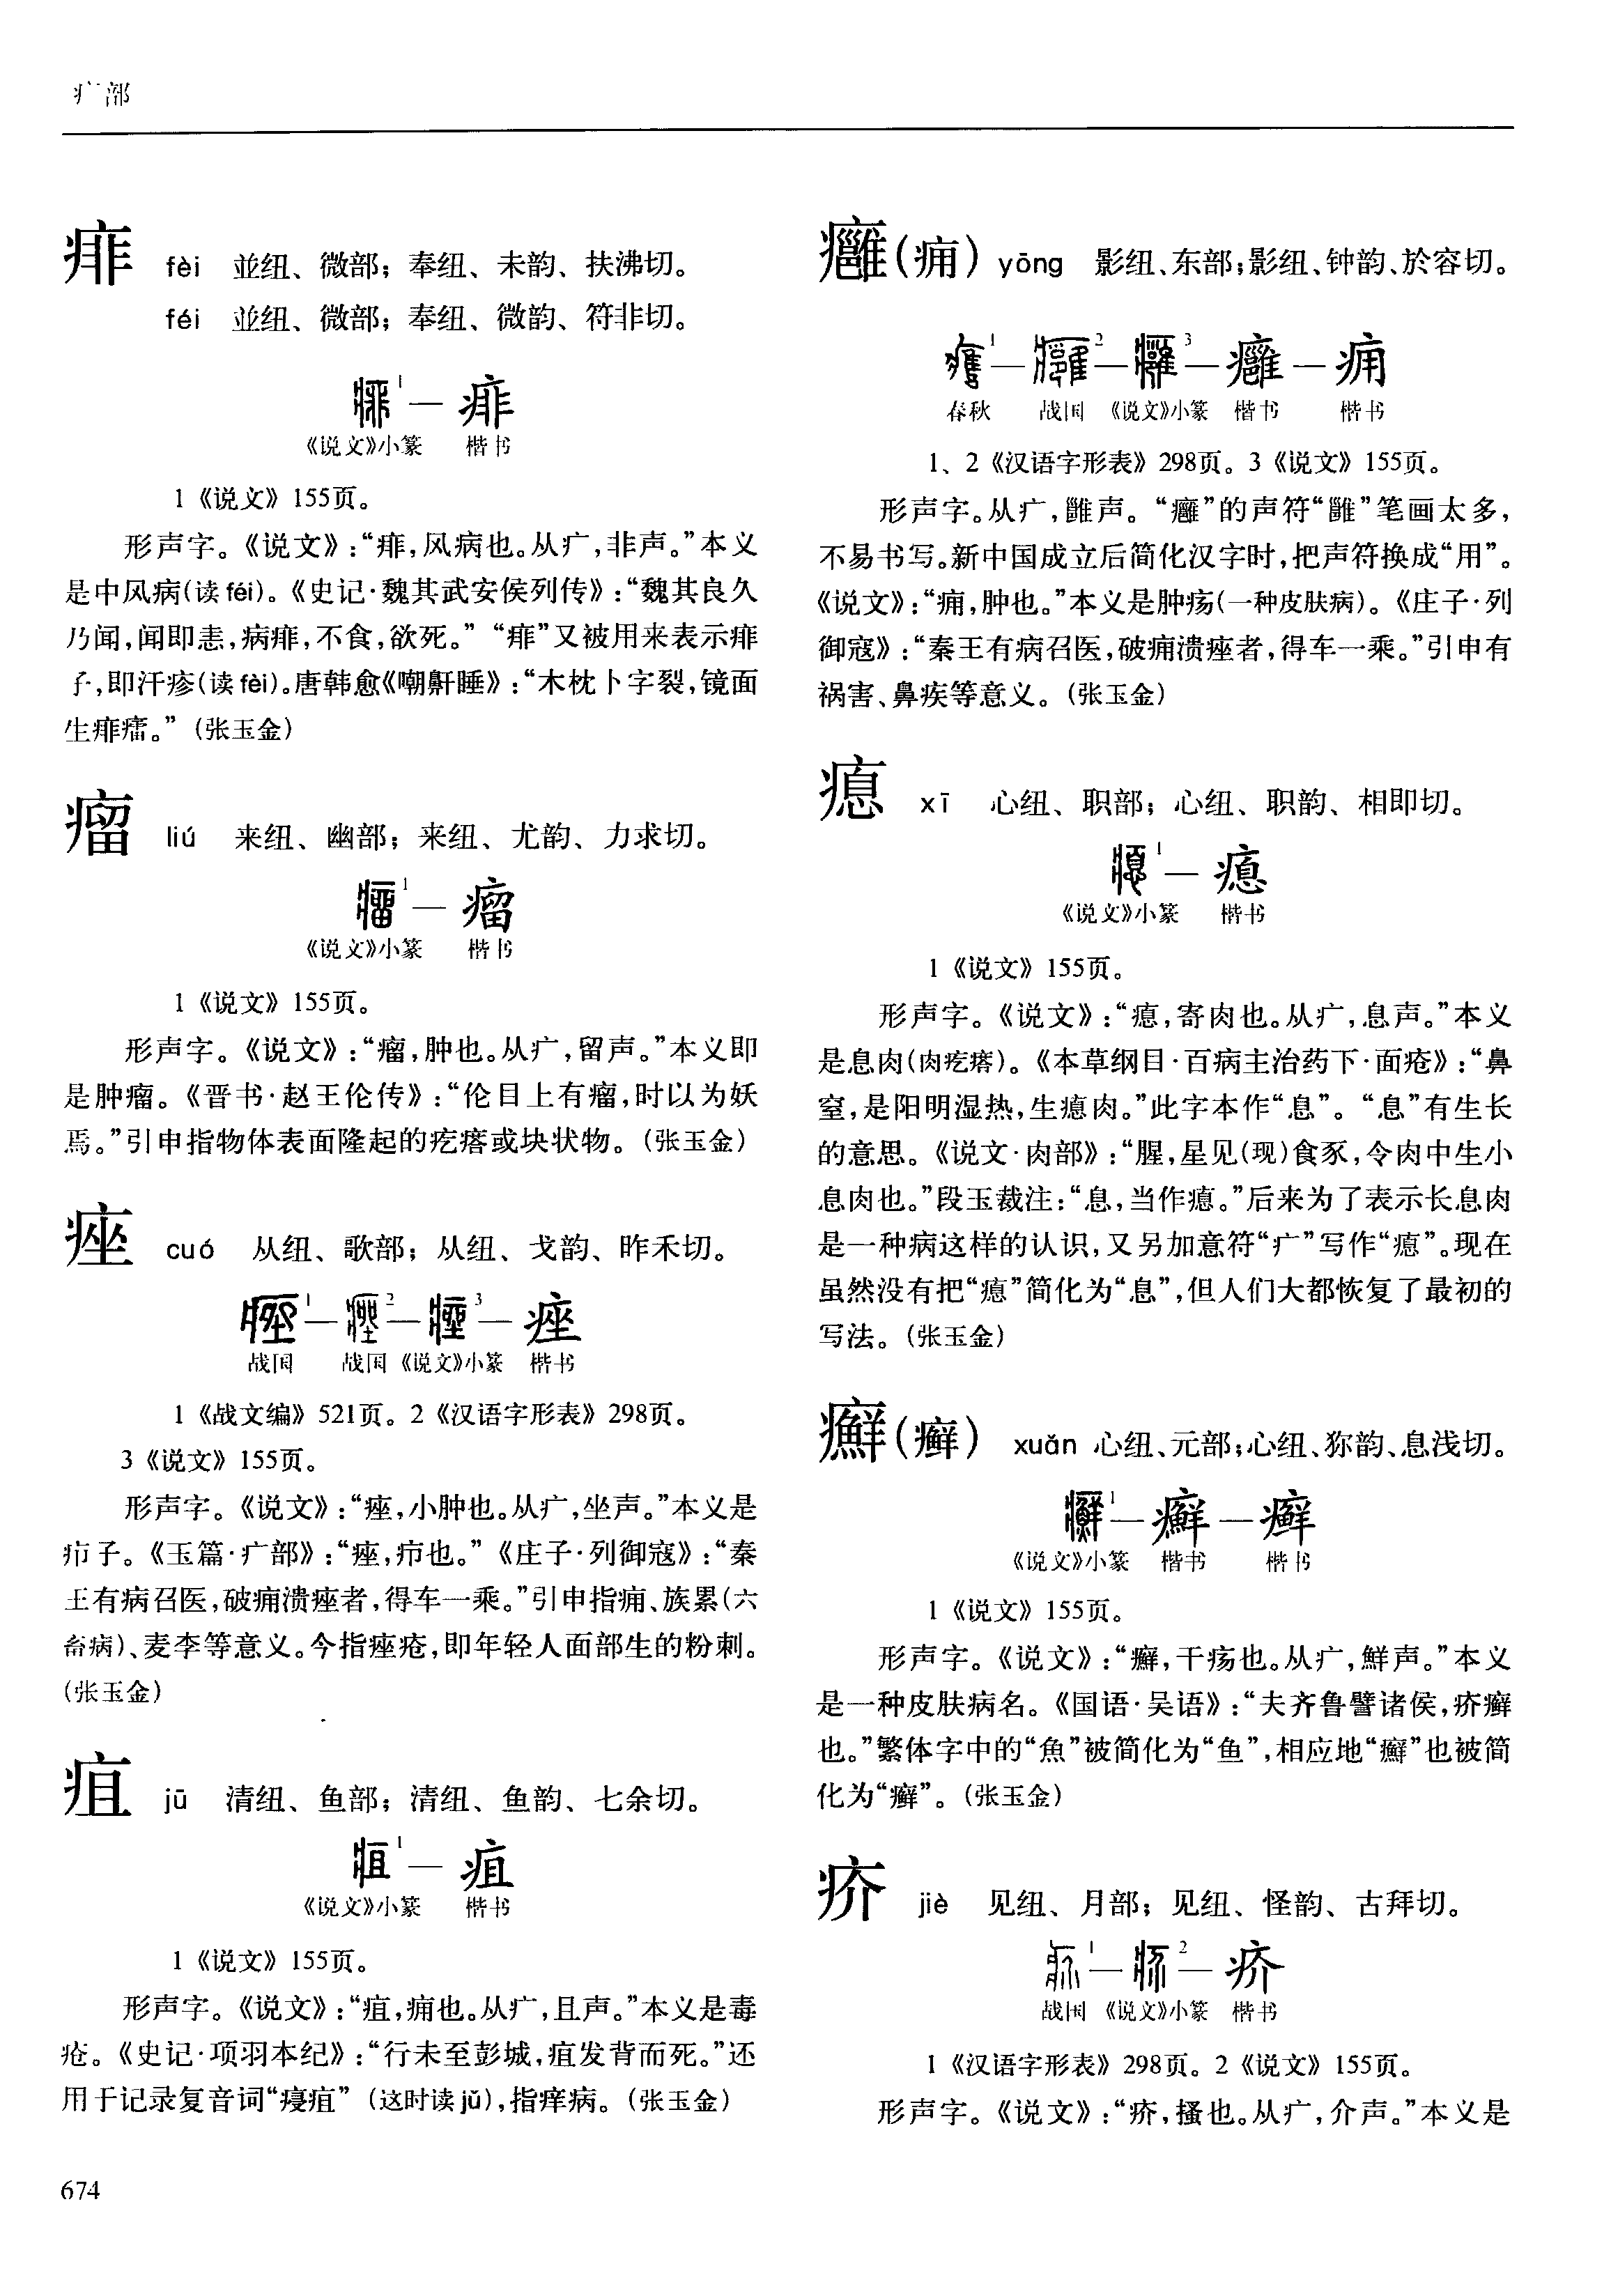 疒部
痱 fèi 並纽、微部；奉纽、未韵、扶沸切。
féi 並纽、微部；奉纽、微韵、符非切。
痱1—痱
《说文》小篆 楷书
1《说文》155页。
形声字。《说文》:“痱,风病也。从疒,非声。”本义
是中风病(读féi)。《史记·魏其武安侯列传》:“魏其良久
乃闻,闻即恚,病痱,不食,欲死。”“痱”又被用来表示痱
子,即汗疹(读fèi)。唐韩愈《嘲鼾睡》:“木枕卜字裂,镜面
生痱㾦。”(张玉金)
瘤 liú 来纽、幽部；来纽、尤韵、力求切。
瘤1—瘤
《说文》小篆 楷书
1《说文》155页。
形声字。《说文》:“瘤,肿也。从疒,留声。”本义即
是肿瘤。《晋书·赵王伦传》:“伦目上有瘤,时以为妖
焉。”引申指物体表面隆起的疙瘩或块状物。(张玉金)
痤 cuó 从纽、歌部；从纽、戈韵、昨禾切。
痤1—痤2—痤3—痤
战国 战国 《说文》小篆 楷书
1《战文编》521页。2《汉语字形表》298页。
3《说文》155页。
形声字。《说文》:“痤,小肿也。从疒,坐声。”本义是
疖子。《玉篇·疒部》:“痤,疖也。”《庄子·列御寇》:“秦
王有病召医,破痈溃痤者,得车一乘。”引申指痈、族累(六
畜病)、麦李等意义。今指痤疮,即年轻人面部生的粉刺。
(张玉金)
疽 jū 清纽、鱼部；清纽、鱼韵、七余切。
疽1—疽
《说文》小篆 楷书
1《说文》155页。
形声字。《说文》:“疽,痈也。从疒,且声。”本义是毒
疮。《史记·项羽本纪》:“行未至彭城,疽发背而死。”还
用于记录复音词“㾛疽”(这时读jǔ),指痒病。(张玉金)
674
癰(痈) yōng 影纽、东部；影纽、钟韵、於容切。
癰1—癰2—癰3—癰—痈
春秋 战国 《说文》小篆 楷书 楷书
1、2《汉语字形表》298页。3《说文》155页。
形声字。从疒,雝声。“癰”的声符“雝”笔画太多,
不易书写。新中国成立后简化汉字时,把声符换成“用”。
《说文》:“痈,肿也。”本义是肿疡(一种皮肤病)。《庄子·列
御寇》:“秦王有病召医,破痈溃痤者,得车一乘。”引申有
祸害、鼻疾等意义。(张玉金)
瘜 xī 心纽、职部；心纽、职韵、相即切。
瘜1—瘜
《说文》小篆 楷书
1《说文》155页。
形声字。《说文》:“瘜,寄肉也。从疒,息声。”本义
是息肉(肉疙瘩)。《本草纲目·百病主治药下·面疮》:“鼻
窒,是阳明湿热,生瘜肉。”此字本作“息”。“息”有生长
的意思。《说文·肉部》:“腥,星见(现)食豕,令肉中生小
息肉也。”段玉裁注:“息,当作瘜。”后来为了表示长息肉
是一种病这样的认识,又另加意符“疒”写作“瘜”。现在
虽然没有把“瘜”简化为“息”,但人们大都恢复了最初的
写法。(张玉金)
癬(癣) xuǎn 心纽、元部；心纽、狝韵、息浅切。
癬1—癬—癣
《说文》小篆 楷书 楷书
1《说文》155页。
形声字。《说文》:“癬,干疡也。从疒,鮮声。”本义
是一种皮肤病名。《国语·吴语》:“夫齐鲁譬诸侯,疥癣
也。”繁体字中的“魚”被简化为“鱼”,相应地“癬”也被简
化为“癣”。(张玉金)
疥 jiè 见纽、月部；见纽、怪韵、古拜切。
疥1—疥2—疥
战国 《说文》小篆 楷书
1《汉语字形表》298页。2《说文》155页。
形声字。《说文》:“疥,搔也。从疒,介声。”本义是